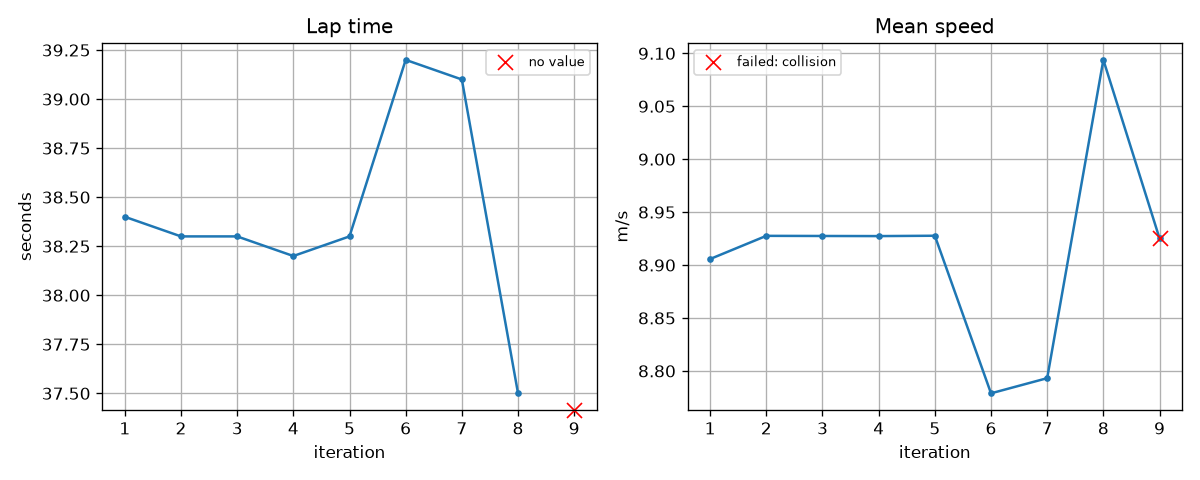 Lap time
39.25
39.00
38.75
38.50
38.25
38.00
37.75
37.50
seconds
1 2 3 4 5 6 7 8 9
iteration
no value
Mean speed
9.10
9.05
9.00
8.95
8.90
8.85
8.80
m/s
1 2 3 4 5 6 7 8 9
iteration
failed: collision